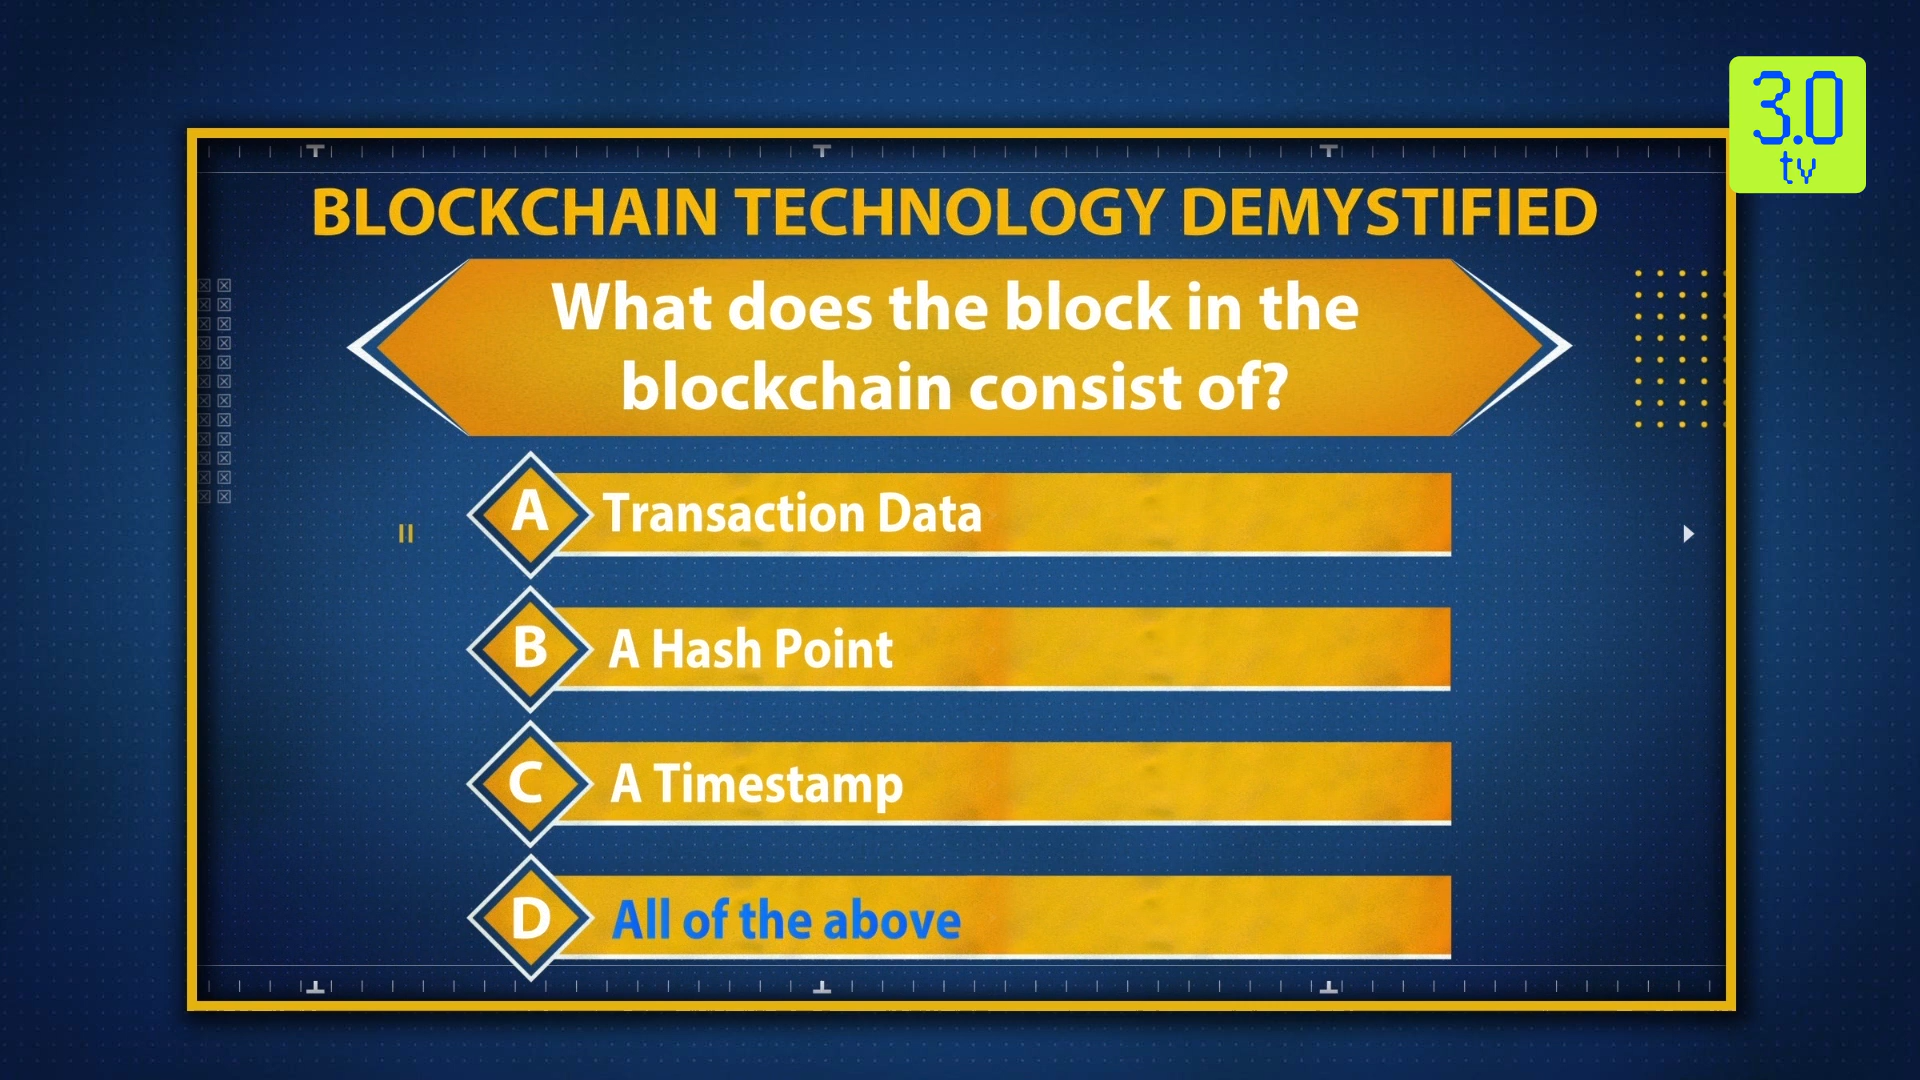 3.0
tv
BLOCKCHAIN TECHNOLOGY DEMYSTIFIED
What does the block in the
blockchain consist of?
A Transaction Data
B A Hash Point
C A Timestamp
D All of the above